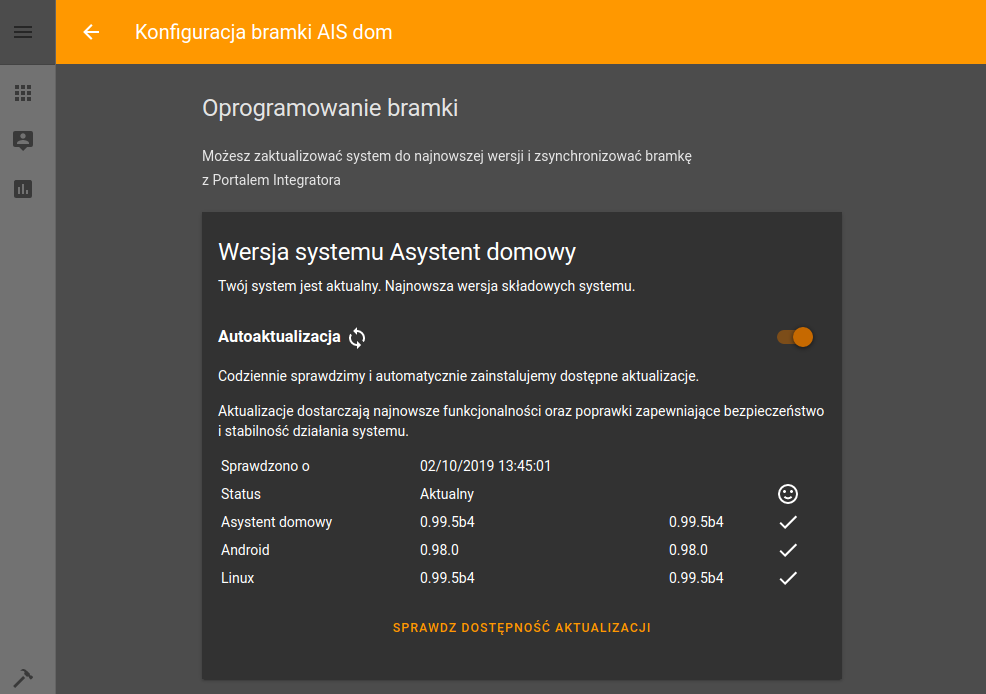 Konfiguracja bramki AIS dom
Oprogramowanie bramki
Możesz zaktualizować system do najnowszej wersji i zsynchronizować bramkę
z Portalem Integratora
Wersja systemu Asystent domowy
Twój system jest aktualny. Najnowsza wersja składowych systemu.
Autoaktualizacja
Codziennie sprawdzimy i automatycznie zainstalujemy dostępne aktualizacje.
Aktualizacje dostarczają najnowsze funkcjonalności oraz poprawki zapewniające bezpieczeństwo
i stabilność działania systemu.
Sprawdzono o 02/10/2019 13:45:01
Status Aktualny
Asystent domowy 0.99.5b4 0.99.5b4
Android 0.98.0 0.98.0
Linux 0.99.5b4 0.99.5b4
SPRAWDZ DOSTĘPNOŚĆ AKTUALIZACJI